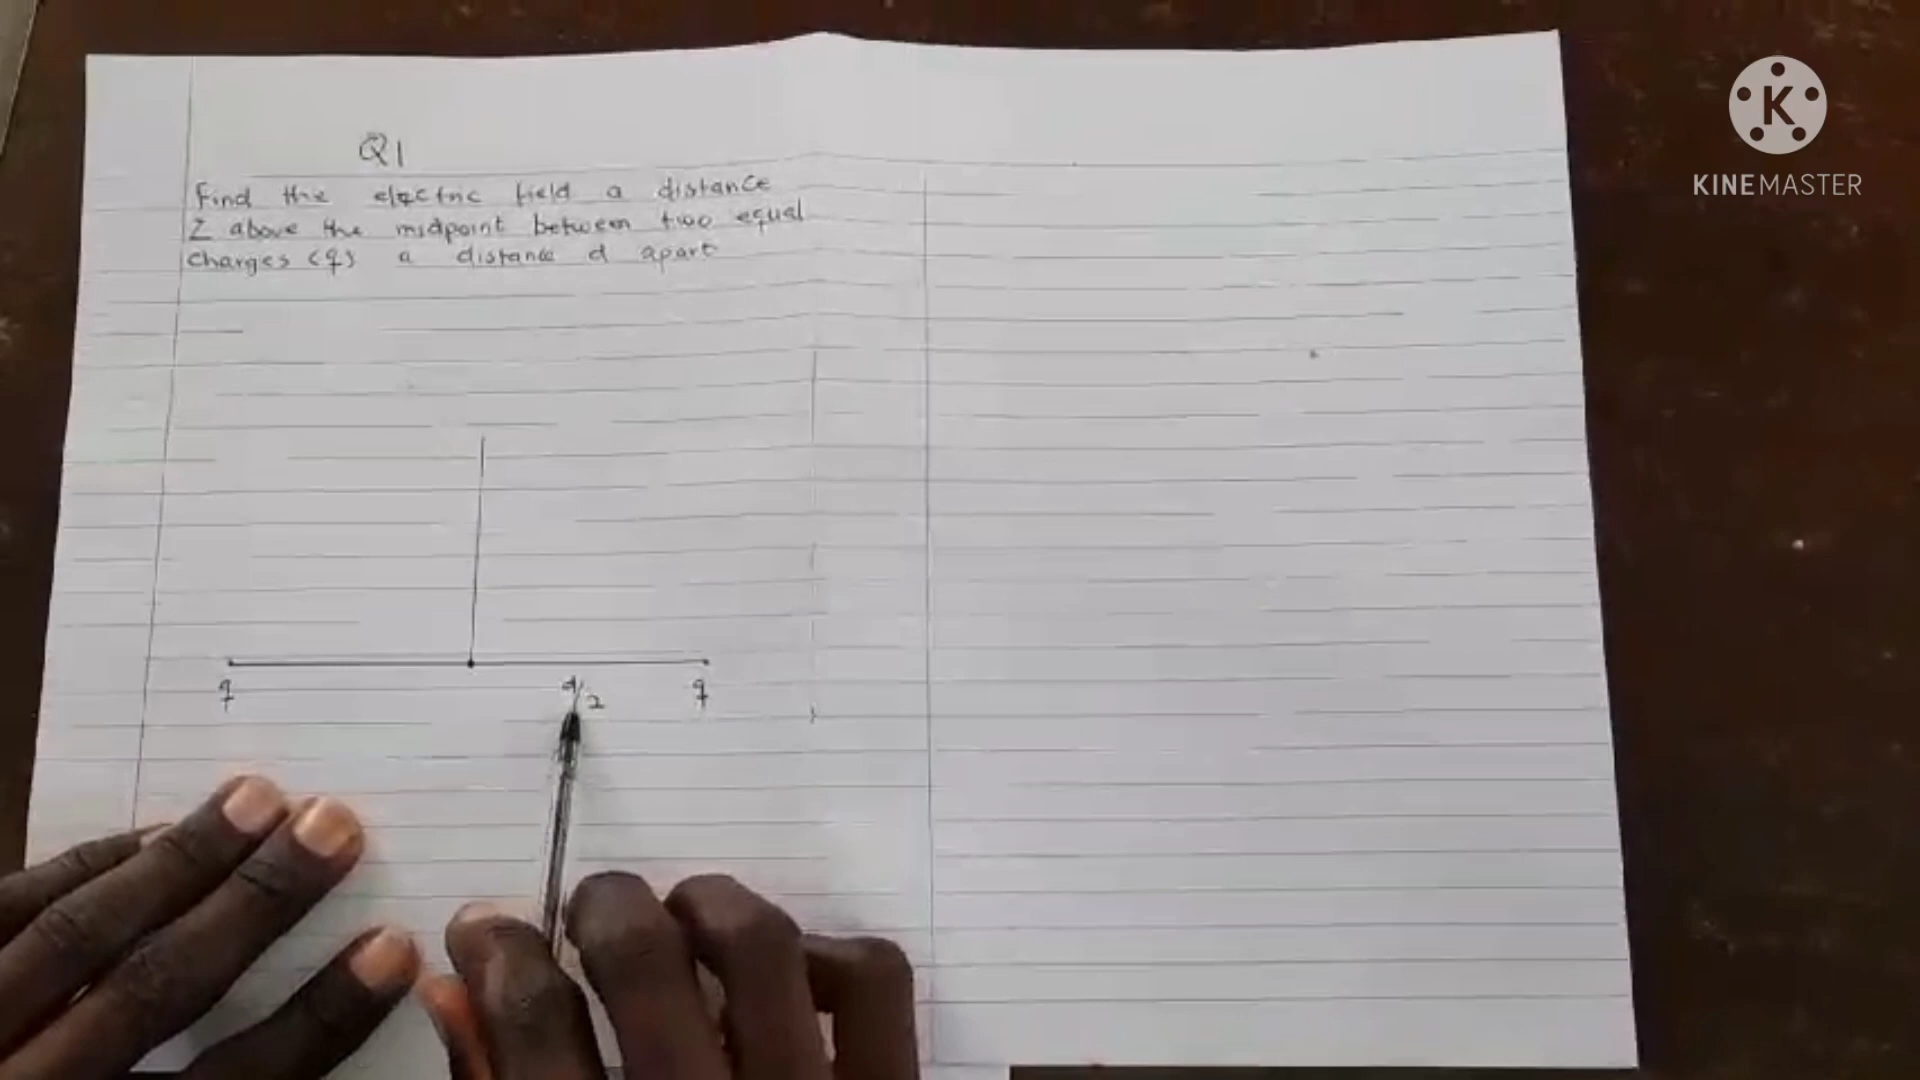 Q1
Find the electric field a distance
Z above the midpoint between two equal
charges (q) a distance d apart
q d/2 q
K
KINEMASTER